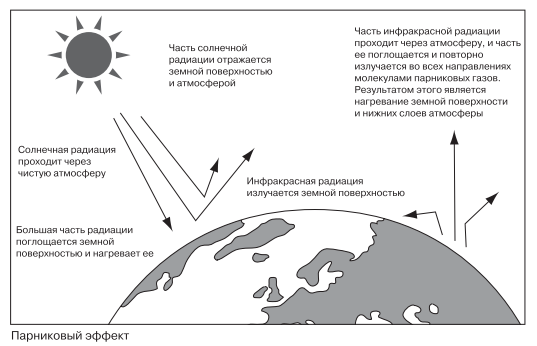 Часть солнечной
радиации отражается
земной поверхностью
и атмосферой
Часть инфракрасной радиации
проходит через атмосферу, и часть
ее поглощается и повторно
излучается во всех направлениях
молекулами парниковых газов.
Результатом этого является
нагревание земной поверхности
и нижних слоев атмосферы
Солнечная радиация
проходит через
чистую атмосферу
Инфракрасная радиация
излучается земной поверхностью
Большая часть радиации
поглощается земной
поверхностью и нагревает ее
Парниковый эффект